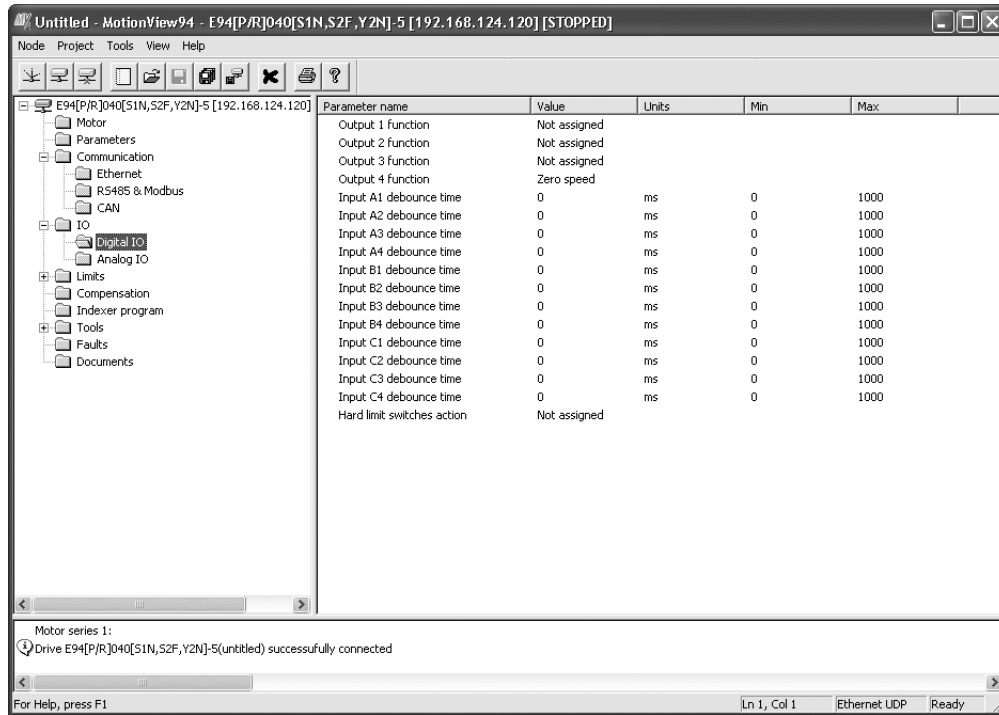 Untitled - MotionView94 - E94[P/R]040[S1N,S2F,Y2N]-5 [192.168.124.120] [STOPPED]
Node Project Tools View Help
E94[P/R]040[S1N,S2F,Y2N]-5 [192.168.124.120]
Motor
Parameters
Communication
Ethernet
RS485 & Modbus
CAN
IO
Digital IO
Analog IO
Limits
Compensation
Indexer program
Tools
Faults
Documents
Parameter name Value Units Min Max
Output 1 function Not assigned
Output 2 function Not assigned
Output 3 function Not assigned
Output 4 function Zero speed
Input A1 debounce time 0 ms 0 1000
Input A2 debounce time 0 ms 0 1000
Input A3 debounce time 0 ms 0 1000
Input A4 debounce time 0 ms 0 1000
Input B1 debounce time 0 ms 0 1000
Input B2 debounce time 0 ms 0 1000
Input B3 debounce time 0 ms 0 1000
Input B4 debounce time 0 ms 0 1000
Input C1 debounce time 0 ms 0 1000
Input C2 debounce time 0 ms 0 1000
Input C3 debounce time 0 ms 0 1000
Input C4 debounce time 0 ms 0 1000
Hard limit switches action Not assigned
Motor series 1:
Drive E94[P/R]040[S1N,S2F,Y2N]-5(untitled) successufully connected
For Help, press F1 Ln 1, Col 1 Ethernet UDP Ready